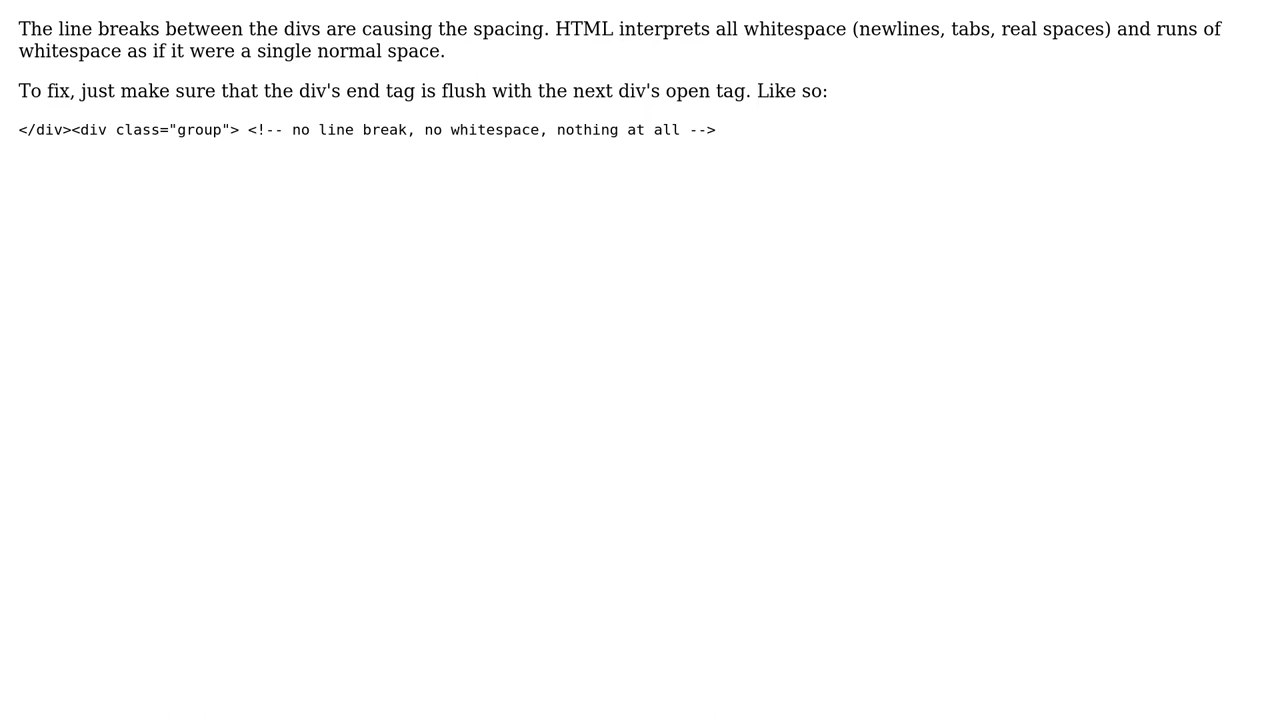 The line breaks between the divs are causing the spacing. HTML interprets all whitespace (newlines, tabs, real spaces) and runs of
whitespace as if it were a single normal space.
To fix, just make sure that the div's end tag is flush with the next div's open tag. Like so:
</div><div class="group"> <!-- no line break, no whitespace, nothing at all -->